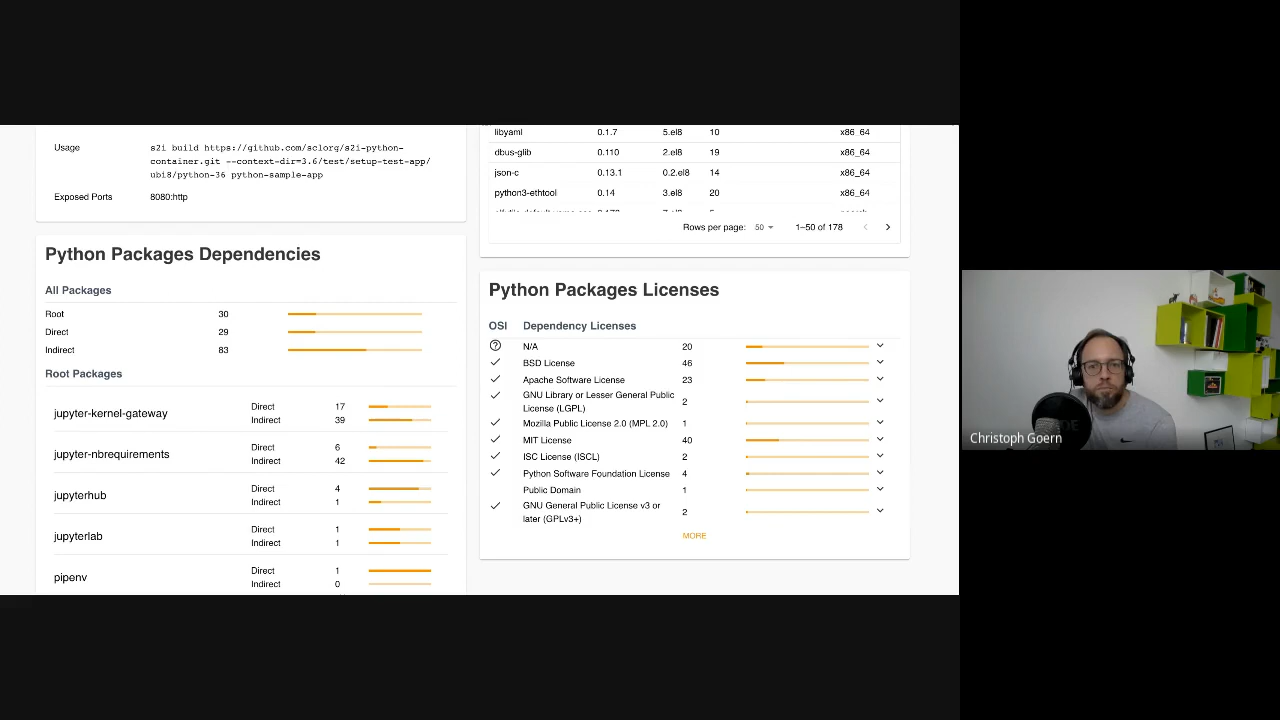 Usage
s2i build https://github.com/sclorg/s2i-python-
container.git --context-dir=3.6/test/setup-test-app/
ubi8/python-36 python-sample-app
Exposed Ports 8080:http
Python Packages Dependencies
All Packages
Root 30
Direct 29
Indirect 83
Root Packages
jupyter-kernel-gateway
Direct 17
Indirect 39
jupyter-nbrequirements
Direct 6
Indirect 42
jupyterhub
Direct 4
Indirect 1
jupyterlab
Direct 1
Indirect 1
pipenv
Direct 1
Indirect 0
libyaml 0.1.7 5.el8 10 x86_64
dbus-glib 0.110 2.el8 19 x86_64
json-c 0.13.1 0.2.el8 14 x86_64
python3-ethtool 0.14 3.el8 20 x86_64
Rows per page: 50 1–50 of 178
Python Packages Licenses
OSI Dependency Licenses
N/A 20
BSD License 46
Apache Software License 23
GNU Library or Lesser General Public
License (LGPL) 2
Mozilla Public License 2.0 (MPL 2.0) 1
MIT License 40
ISC License (ISCL) 2
Python Software Foundation License 4
Public Domain 1
GNU General Public License v3 or
later (GPLv3+) 2
MORE
Christoph Goern